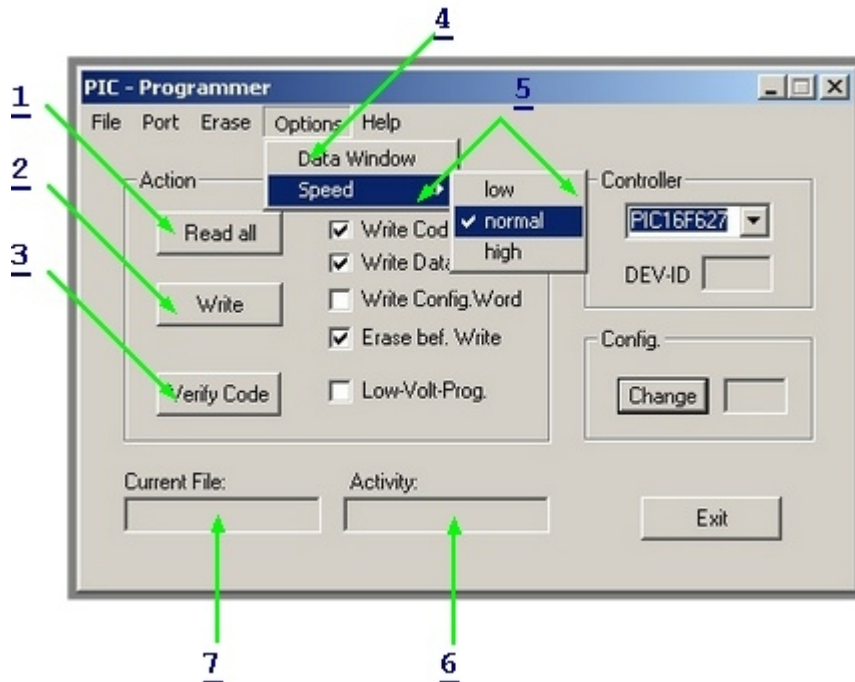 4
PIC - Programmer
5
1
File Port Erase Options Help
Data Window
2
Action
Speed
low
Controller
Read all
Write Cod
normal
PIC16F627
3
Write Data
high
DEV-ID
Write
Write Config.Word
Erase bef. Write
Config.
Verify Code
Low-Volt-Prog.
Change
Current File:
Activity:
Exit
7
6